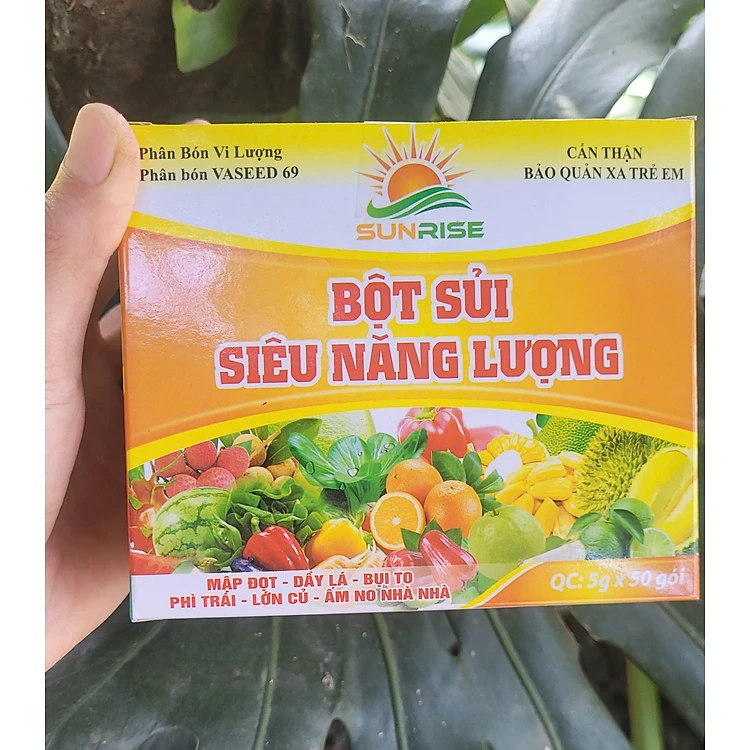 Phân Bón Vi Lượng
Phân bón VASEED 69
SUNRISE
CẨN THẬN
BẢO QUẢN XA TRẺ EM
BỘT SỦI
SIÊU NĂNG LƯỢNG
MẬP ĐỌT - DẦY LÁ - BỤI TO
PHÌ TRÁI - LỚN CỦ - ẤM NO NHÀ NHÀ
QC: 5g x 50 gói